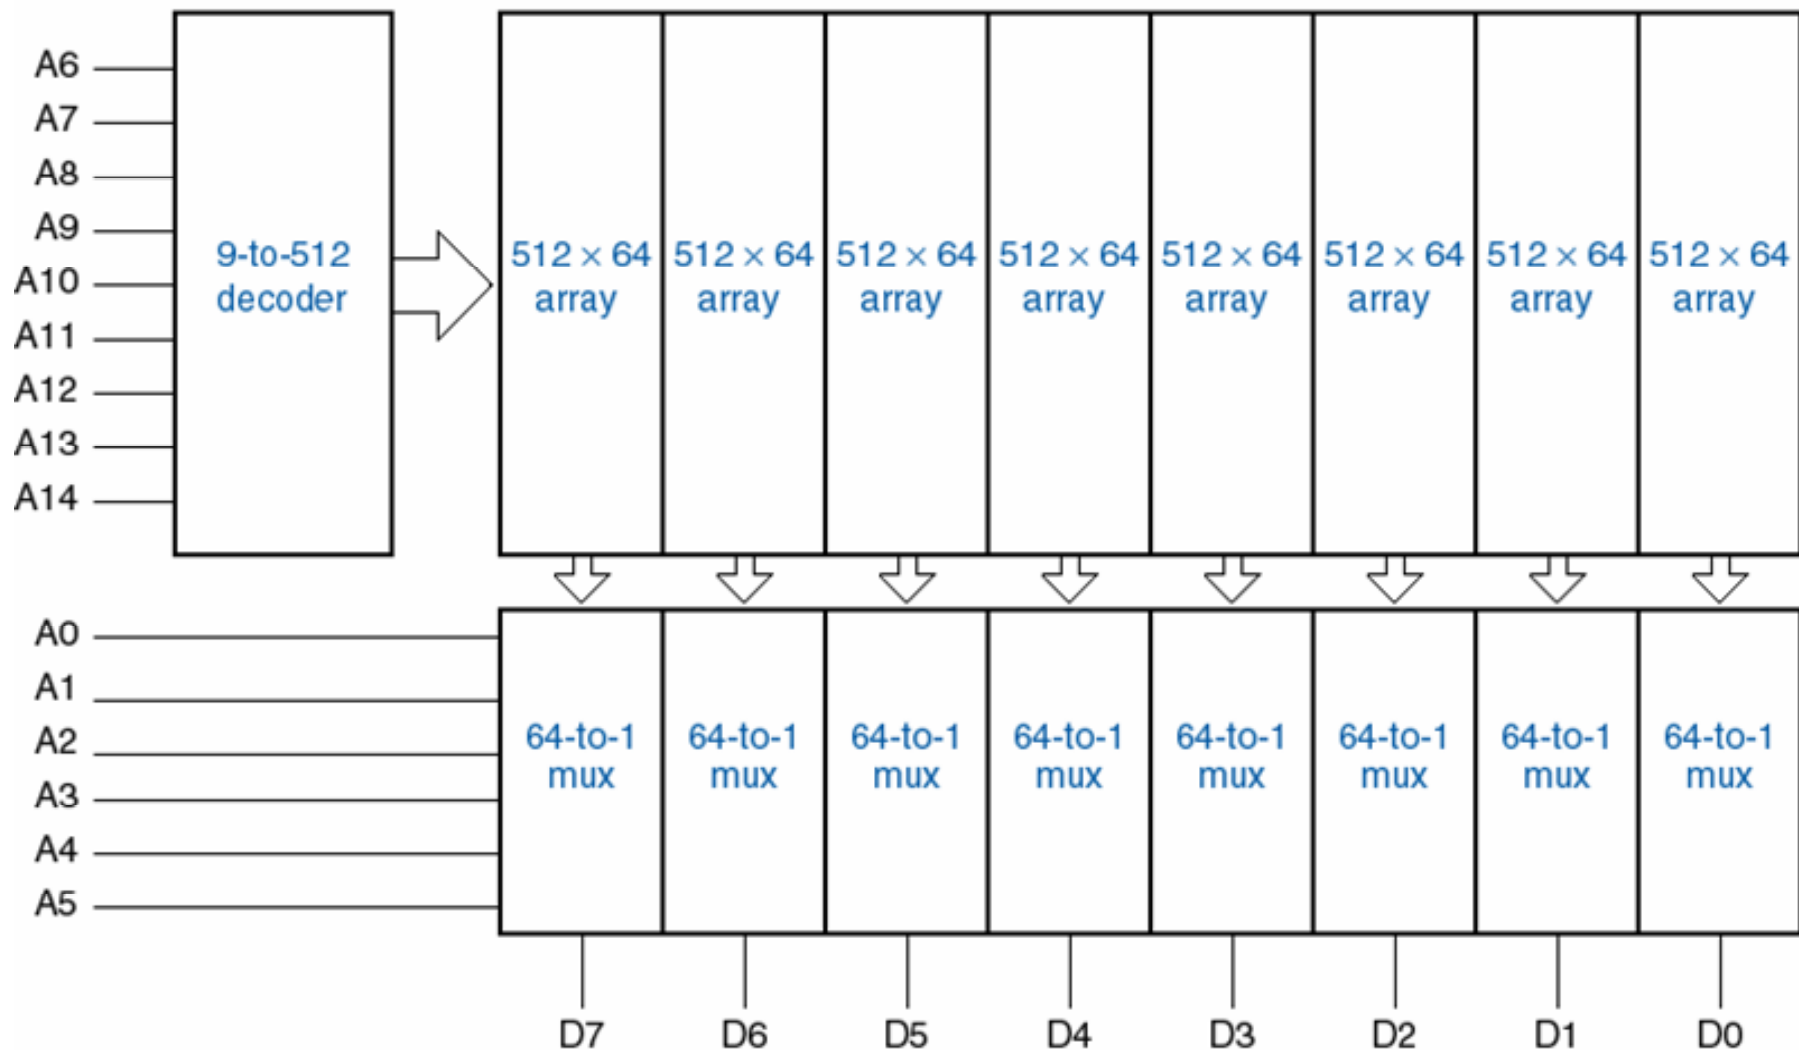 A6
A7
A8
A9
A10
A11
A12
A13
A14
9-to-512
decoder
512 × 64 512 × 64 512 × 64 512 × 64 512 × 64 512 × 64 512 × 64 512 × 64
array array array array array array array array
A0
A1
A2
A3
A4
A5
64-to-1 64-to-1 64-to-1 64-to-1 64-to-1 64-to-1 64-to-1 64-to-1
mux mux mux mux mux mux mux mux
D7 D6 D5 D4 D3 D2 D1 D0